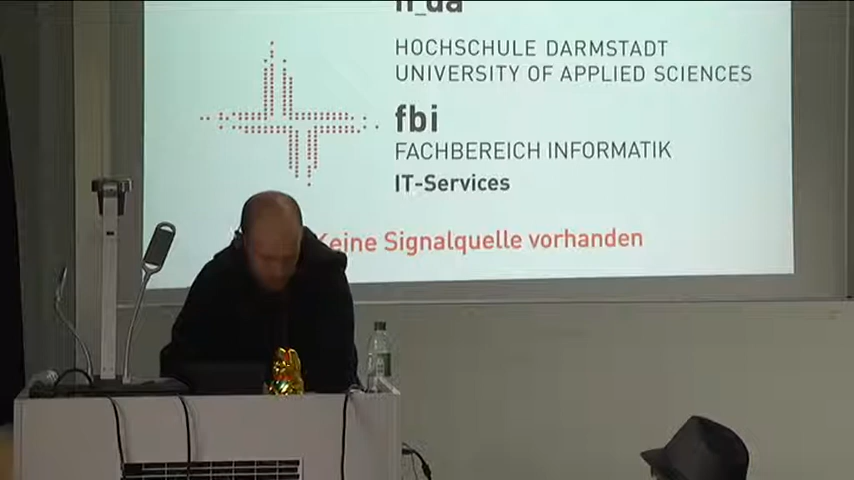 h_da
HOCHSCHULE DARMSTADT
UNIVERSITY OF APPLIED SCIENCES
fbi
FACHBEREICH INFORMATIK
IT-Services
Keine Signalquelle vorhanden